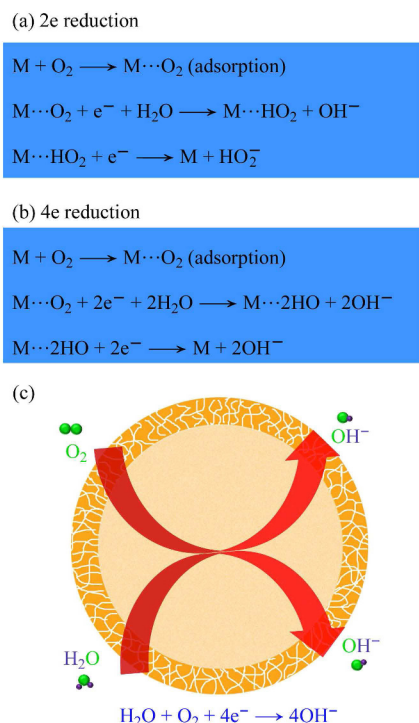 (a) 2e reduction
M + O₂ ⟶ M⋯O₂ (adsorption)
M⋯O₂ + e⁻ + H₂O ⟶ M⋯HO₂ + OH⁻
M⋯HO₂ + e⁻ ⟶ M + HO₂⁻
(b) 4e reduction
M + O₂ ⟶ M⋯O₂ (adsorption)
M⋯O₂ + 2e⁻ + 2H₂O ⟶ M⋯2HO + 2OH⁻
M⋯2HO + 2e⁻ ⟶ M + 2OH⁻
(c)
O₂
OH⁻
H₂O
OH⁻
H₂O + O₂ + 4e⁻ ⟶ 4OH⁻